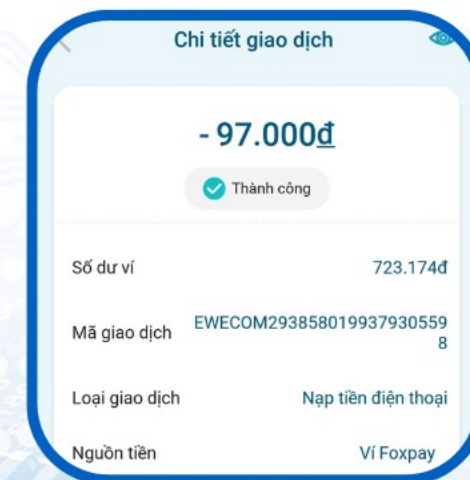 Chi tiết giao dịch
- 97.000đ
Thành công
Số dư ví 723.174đ
Mã giao dịch EWECOM293858019937930559
8
Loại giao dịch Nạp tiền điện thoại
Nguồn tiền Ví Foxpay